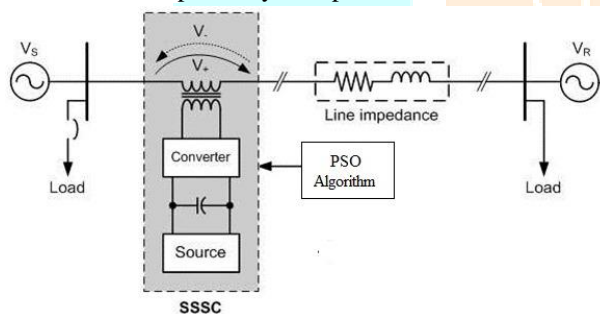 V-
V+
VS
VR
Line impedance
Converter
PSO
Algorithm
Load
Load
Source
SSSC